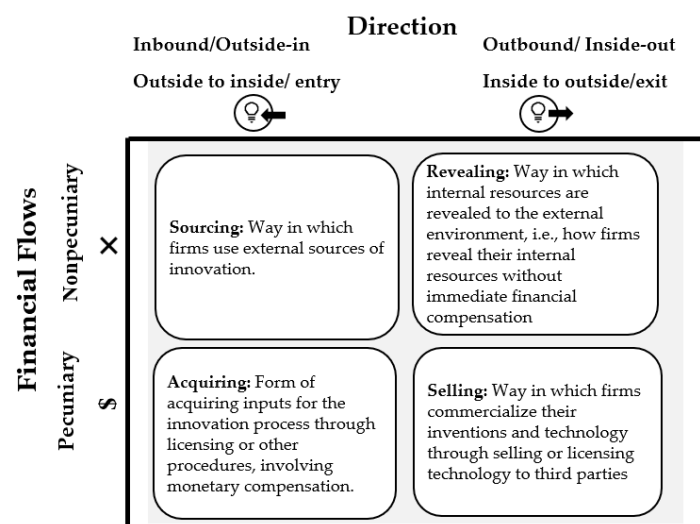 Direction
Inbound/Outside-in
Outbound/ Inside-out
Outside to inside/ entry
Inside to outside/exit
Financial Flows
Nonpecuniary
Sourcing: Way in which
firms use external sources of
innovation.
Revealing: Way in which
internal resources are
revealed to the external
environment, i.e., how firms
reveal their internal
resources without
immediate financial
compensation
Pecuniary
$
Acquiring: Form of
acquiring inputs for the
innovation process through
licensing or other
procedures, involving
monetary compensation.
Selling: Way in which firms
commercialize their
inventions and technology
through selling or licensing
technology to third parties